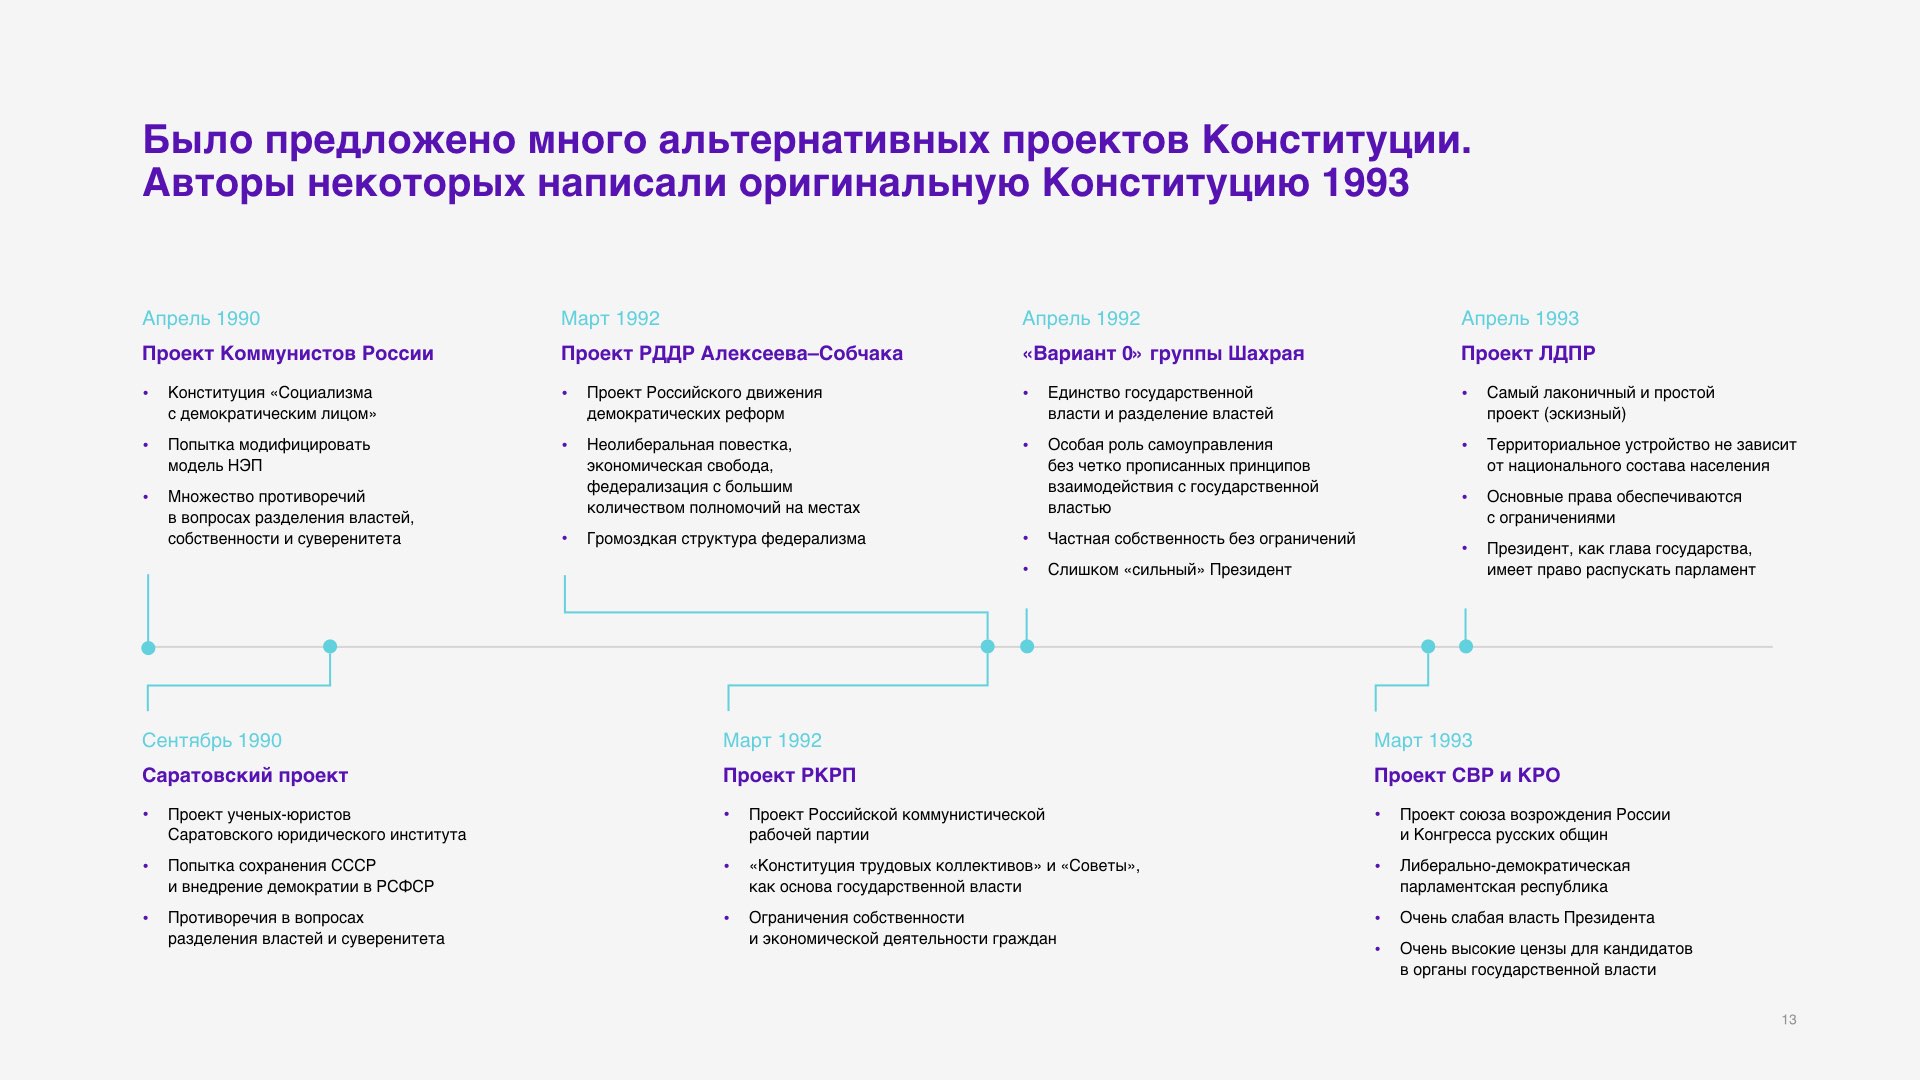 Было предложено много альтернативных проектов Конституции.
Авторы некоторых написали оригинальную Конституцию 1993
Апрель 1990
Проект Коммунистов России
• Конституция «Социализма
с демократическим лицом»
• Попытка модифицировать
модель НЭП
• Множество противоречий
в вопросах разделения властей,
собственности и суверенитета
Март 1992
Проект РДДР Алексеева–Собчака
• Проект Российского движения
демократических реформ
• Неолиберальная повестка,
экономическая свобода,
федерализация с большим
количеством полномочий на местах
• Громоздкая структура федерализма
Апрель 1992
«Вариант 0» группы Шахрая
• Единство государственной
власти и разделение властей
• Особая роль самоуправления
без четко прописанных принципов
взаимодействия с государственной
властью
• Частная собственность без ограничений
• Слишком «сильный» Президент
Апрель 1993
Проект ЛДПР
• Самый лаконичный и простой
проект (эскизный)
• Территориальное устройство не зависит
от национального состава населения
• Основные права обеспечиваются
с ограничениями
• Президент, как глава государства,
имеет право распускать парламент
Сентябрь 1990
Саратовский проект
• Проект ученых-юристов
Саратовского юридического института
• Попытка сохранения СССР
и внедрение демократии в РСФСР
• Противоречия в вопросах
разделения властей и суверенитета
Март 1992
Проект РКРП
• Проект Российской коммунистической
рабочей партии
• «Конституция трудовых коллективов» и «Советы»,
как основа государственной власти
• Ограничения собственности
и экономической деятельности граждан
Март 1993
Проект СВР и КРО
• Проект союза возрождения России
и Конгресса русских общин
• Либерально-демократическая
парламентская республика
• Очень слабая власть Президента
• Очень высокие цензы для кандидатов
в органы государственной власти
13